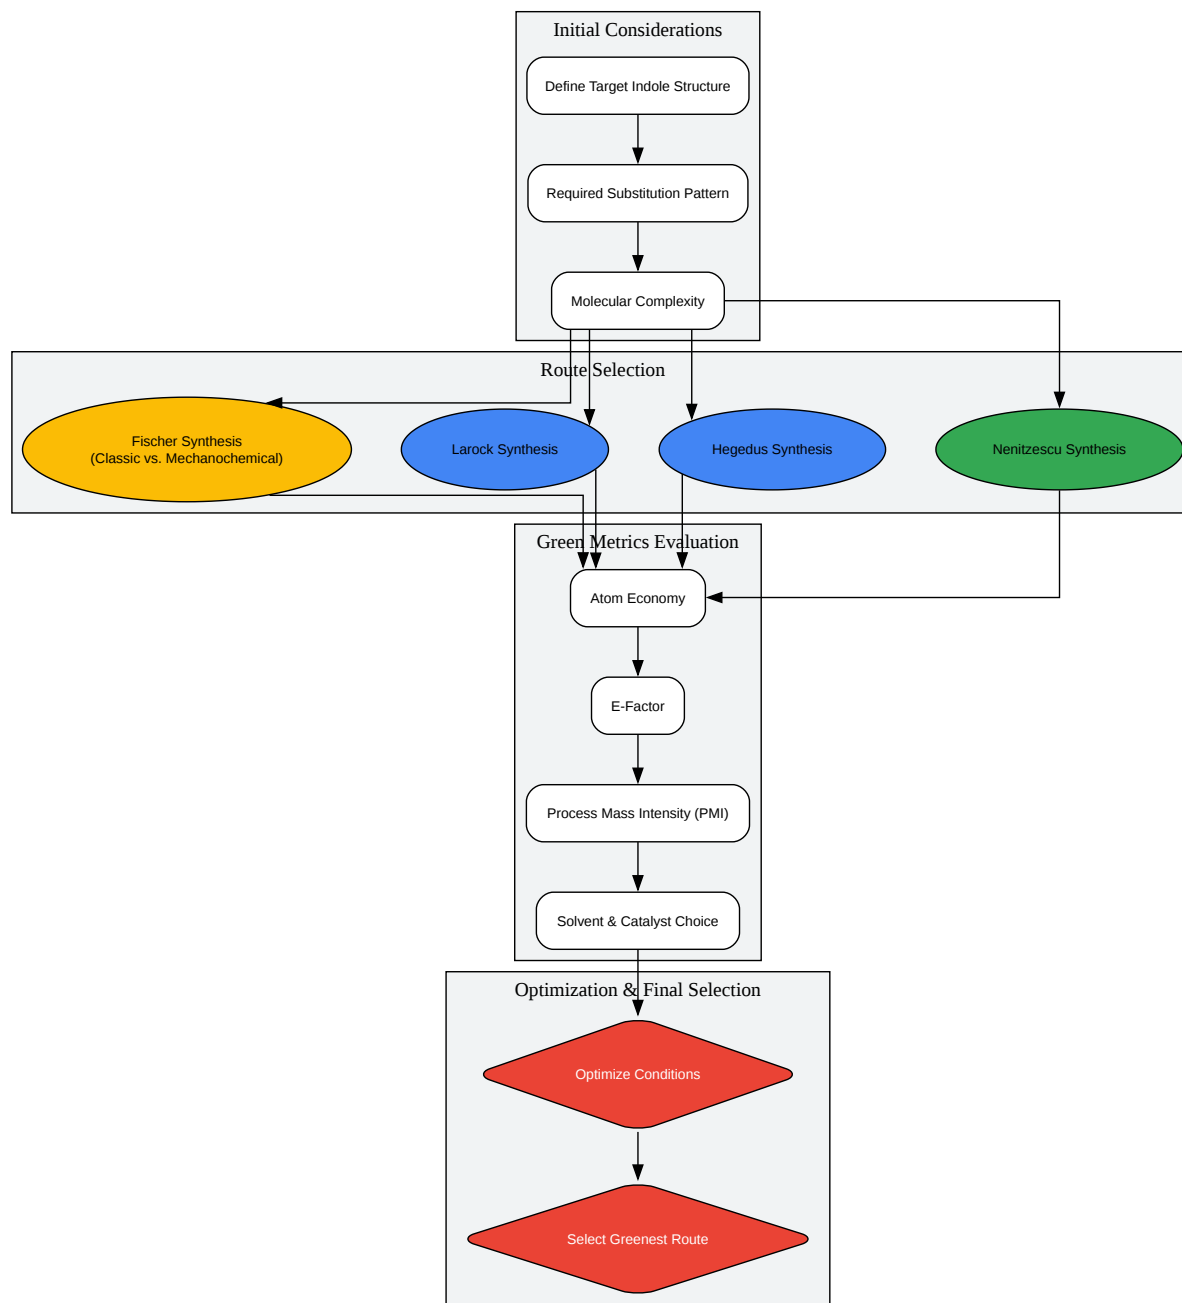 Initial Considerations
Define Target Indole Structure
Required Substitution Pattern
Molecular Complexity
Route Selection
Fischer Synthesis
(Classic vs. Mechanochemical)
Larock Synthesis
Hegedus Synthesis
Nenitzescu Synthesis
Green Metrics Evaluation
Atom Economy
E-Factor
Process Mass Intensity (PMI)
Solvent & Catalyst Choice
Optimization & Final Selection
Optimize Conditions
Select Greenest Route